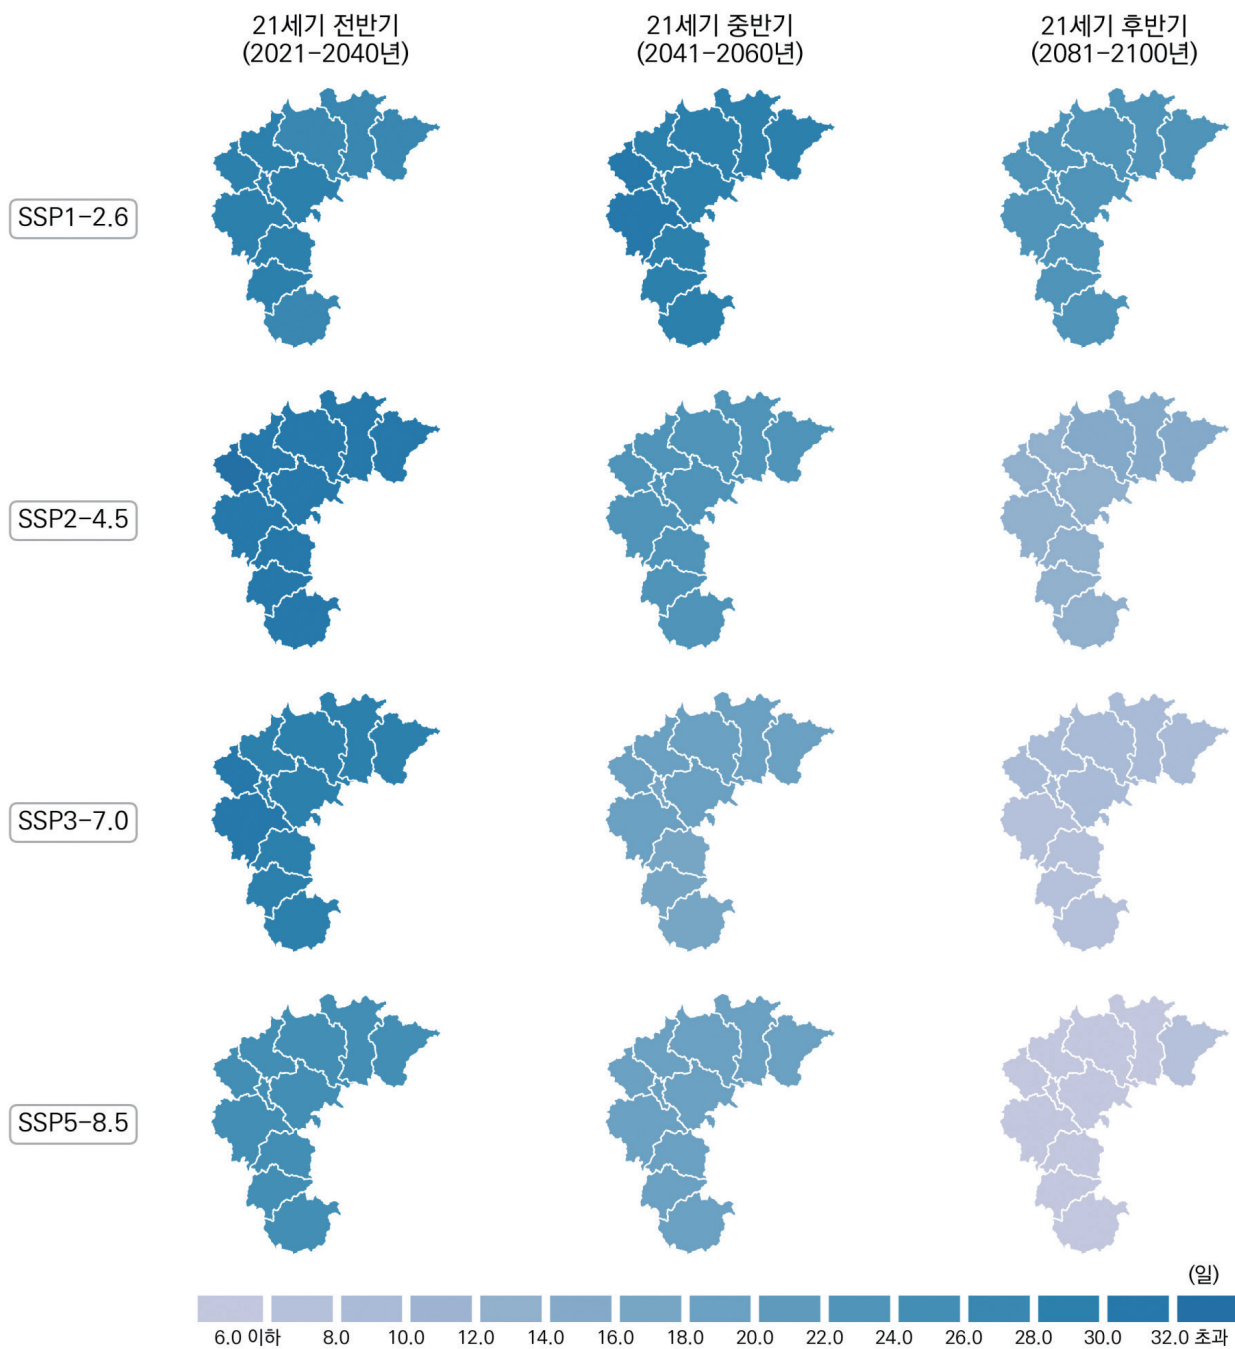 21세기 전반기
(2021-2040년)
21세기 중반기
(2041-2060년)
21세기 후반기
(2081-2100년)
SSP1-2.6
SSP2-4.5
SSP3-7.0
SSP5-8.5
(일)
6.0 이하 8.0 10.0 12.0 14.0 16.0 18.0 20.0 22.0 24.0 26.0 28.0 30.0 32.0 초과